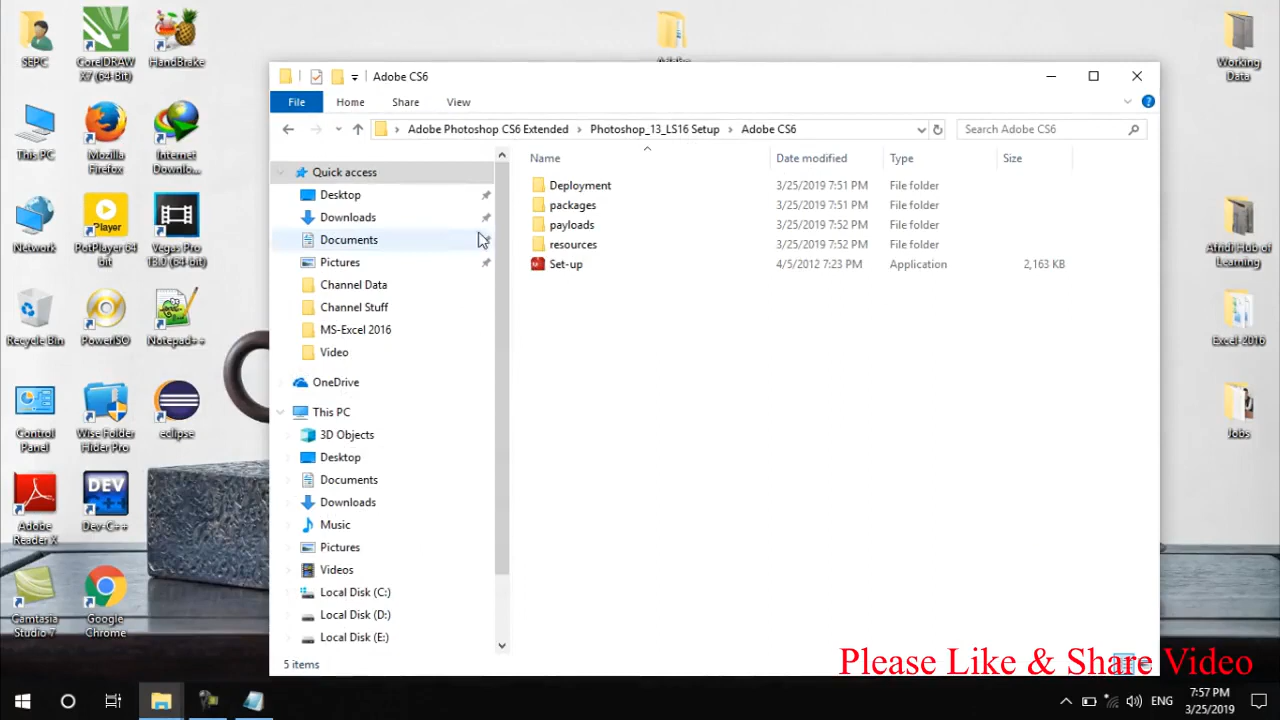 SEPC
CorelDRAW X7 (64-Bit)
HandBrake
This PC
Mozilla Firefox
Internet Downlo...
Network
Player
PotPlayer 64 bit
Vegas Pro 13.0 (64-bit)
Recycle Bin
PowerISO
Notepad++
Control Panel
Wise Folder Hider Pro
eclipse
Adobe Reader X
DEV
Dev-C++
Camtasia Studio 7
Google Chrome
Adobe
Working Data
Afridi Hub of Learning
Excel-2016
Jobs
Adobe CS6
File Home Share View
Adobe Photoshop CS6 Extended > Photoshop_13_LS16 Setup > Adobe CS6
Search Adobe CS6
Quick access
Desktop
Downloads
Documents
Pictures
Channel Data
Channel Stuff
MS-Excel 2016
Video
OneDrive
This PC
3D Objects
Desktop
Documents
Downloads
Music
Pictures
Videos
Local Disk (C:)
Local Disk (D:)
Local Disk (E:)
Name Date modified Type Size
Deployment 3/25/2019 7:51 PM File folder
packages 3/25/2019 7:51 PM File folder
payloads 3/25/2019 7:52 PM File folder
resources 3/25/2019 7:52 PM File folder
Set-up 4/5/2012 7:23 PM Application 2,163 KB
5 items
Please Like & Share Video
ENG
7:57 PM
3/25/2019